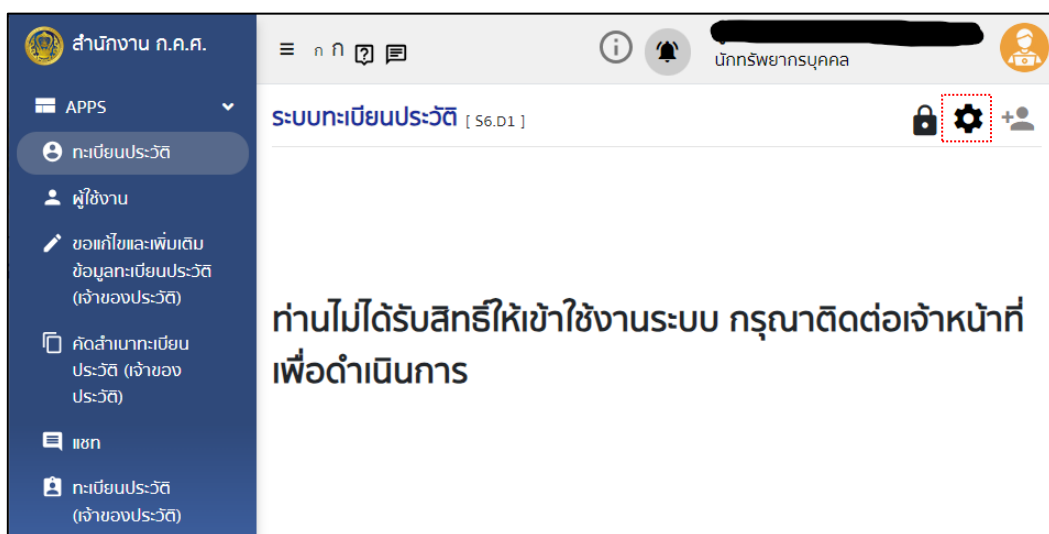 สำนักงาน ก.ค.ศ.
ก ก
นักทรัพยากรบุคคล
APPS
ทะเบียนประวัติ
ผู้ใช้งาน
ขอแก้ไขและเพิ่มเติม
ข้อมูลทะเบียนประวัติ
(เจ้าของประวัติ)
คัดสำเนาทะเบียน
ประวัติ (เจ้าของ
ประวัติ)
แชท
ทะเบียนประวัติ
(เจ้าของประวัติ)
ระบบทะเบียนประวัติ [ S6.D1 ]
ท่านไม่ได้รับสิทธิ์ให้เข้าใช้งานระบบ กรุณาติดต่อเจ้าหน้าที่
เพื่อดำเนินการ